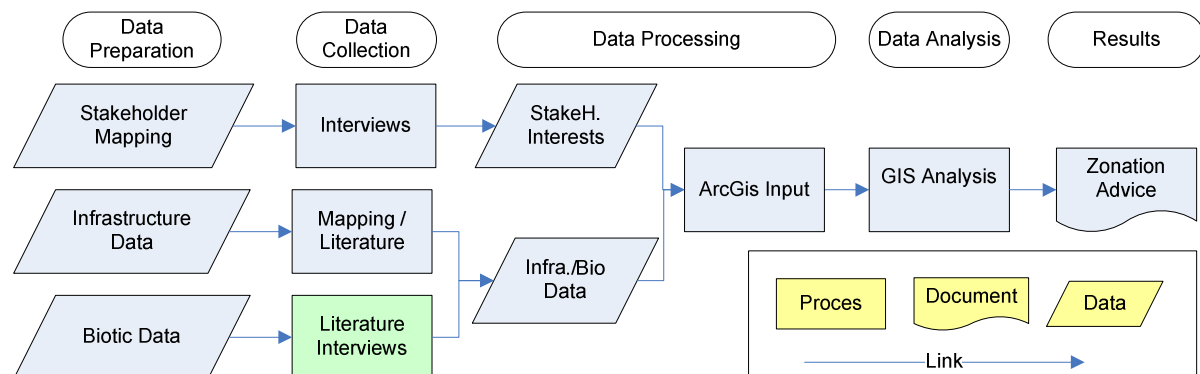 Data
Preparation
Data
Collection
Data Processing
Data Analysis
Results
Stakeholder
Mapping
Interviews
StakeH.
Interests
Infrastructure
Data
Mapping /
Literature
ArcGis Input
GIS Analysis
Zonation
Advice
Biotic Data
Literature
Interviews
Infra./Bio
Data
Proces
Document
Data
Link